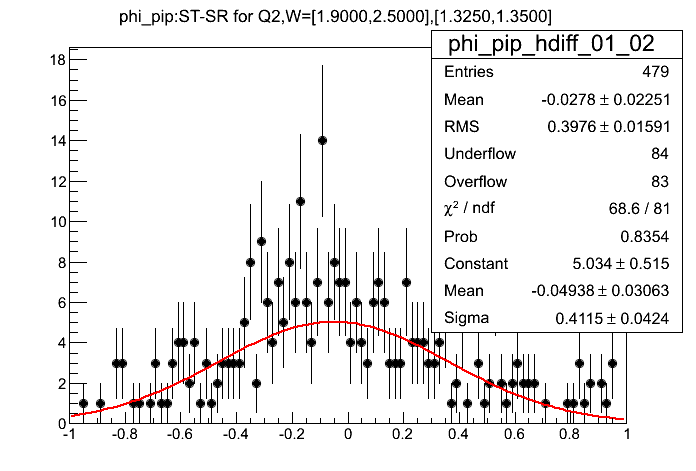 phi_pip:ST-SR for Q2,W=[1.9000,2.5000],[1.3250,1.3500]
phi_pip_hdiff_01_02
Entries 479
Mean -0.0278 ± 0.02251
RMS 0.3976 ± 0.01591
Underflow 84
Overflow 83
χ² / ndf 68.6 / 81
Prob 0.8354
Constant 5.034 ± 0.515
Mean -0.04938 ± 0.03063
Sigma 0.4115 ± 0.0424
18
16
14
12
10
8
6
4
2
0
-1 -0.8 -0.6 -0.4 -0.2 0 0.2 0.4 0.6 0.8 1